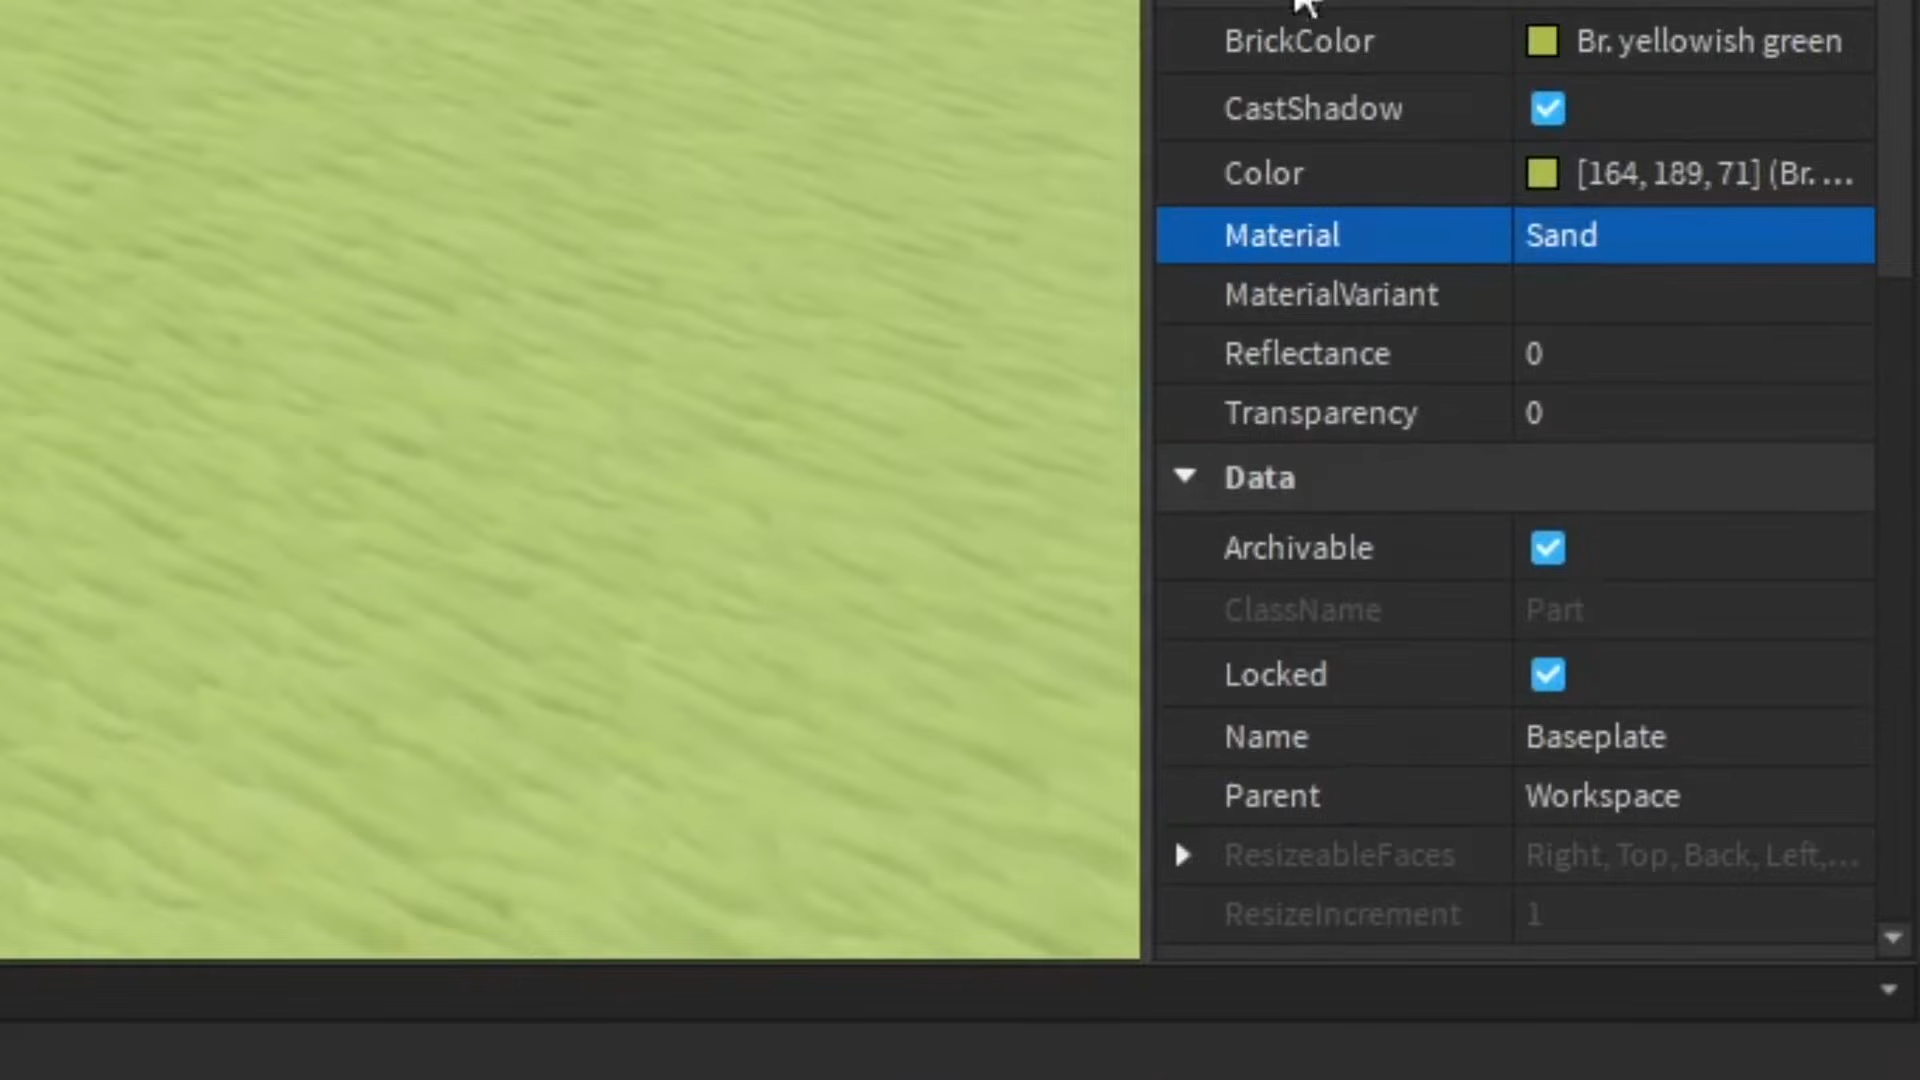 BrickColor Br. yellowish green
CastShadow
Color [164, 189, 71] (Br. ...
Material Sand
MaterialVariant
Reflectance 0
Transparency 0
Data
Archivable
ClassName Part
Locked
Name Baseplate
Parent Workspace
ResizeableFaces Right, Top, Back, Left,...
ResizeIncrement 1